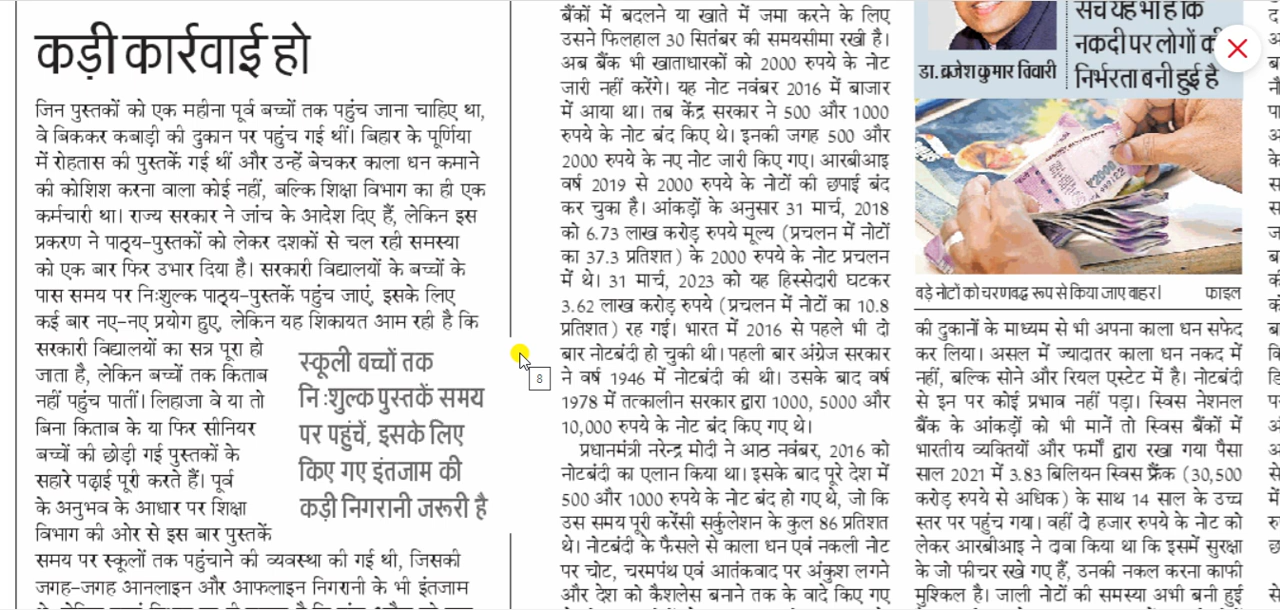 कड़ी कार्रवाई हो
जिन पुस्तकों को एक महीना पूर्व बच्चों तक पहुंच जाना चाहिए था,
वे बिककर कबाड़ी की दुकान पर पहुंच गई थीं। बिहार के पूर्णिया
में रोहतास की पुस्तकें गई थीं और उन्हें बेचकर काला धन कमाने
की कोशिश करना वाला कोई नहीं, बल्कि शिक्षा विभाग का ही एक
कर्मचारी था। राज्य सरकार ने जांच के आदेश दिए हैं, लेकिन इस
प्रकरण ने पाठ्य-पुस्तकों को लेकर दशकों से चल रही समस्या
को एक बार फिर उभार दिया है। सरकारी विद्यालयों के बच्चों के
पास समय पर निःशुल्क पाठ्य-पुस्तकें पहुंच जाएं, इसके लिए
कई बार नए-नए प्रयोग हुए, लेकिन यह शिकायत आम रही है कि
सरकारी विद्यालयों का सत्र पूरा हो
जाता है, लेकिन बच्चों तक किताब
नहीं पहुंच पातीं। लिहाजा वे या तो
बिना किताब के या फिर सीनियर
बच्चों की छोड़ी गई पुस्तकों के
सहारे पढ़ाई पूरी करते हैं। पूर्व
के अनुभव के आधार पर शिक्षा
विभाग की ओर से इस बार पुस्तकें
समय पर स्कूलों तक पहुंचाने की व्यवस्था की गई थी, जिसकी
जगह-जगह आनलाइन और आफलाइन निगरानी के भी इंतजाम
स्कूली बच्चों तक
नि :शुल्क पुस्तकें समय
पर पहुंचें, इसके लिए
किए गए इंतजाम की
कड़ी निगरानी जरूरी है
8
बैंकों में बदलने या खाते में जमा करने के लिए
उसने फिलहाल 30 सितंबर की समयसीमा रखी है।
अब बैंक भी खाताधारकों को 2000 रुपये के नोट
जारी नहीं करेंगे। यह नोट नवंबर 2016 में बाजार
में आया था। तब केंद्र सरकार ने 500 और 1000
रुपये के नोट बंद किए थे। इनकी जगह 500 और
2000 रुपये के नए नोट जारी किए गए। आरबीआइ
वर्ष 2019 से 2000 रुपये के नोटों की छपाई बंद
कर चुका है। आंकड़ों के अनुसार 31 मार्च, 2018
को 6.73 लाख करोड़ रुपये मूल्य (प्रचलन में नोटों
का 37.3 प्रतिशत) के 2000 रुपये के नोट प्रचलन
में थे। 31 मार्च, 2023 को यह हिस्सेदारी घटकर
3.62 लाख करोड़ रुपये (प्रचलन में नोटों का 10.8
प्रतिशत) रह गई। भारत में 2016 से पहले भी दो
बार नोटबंदी हो चुकी थी। पहली बार अंग्रेज सरकार
ने वर्ष 1946 में नोटबंदी की थी। उसके बाद वर्ष
1978 में तत्कालीन सरकार द्वारा 1000, 5000 और
10,000 रुपये के नोट बंद किए गए थे।
प्रधानमंत्री नरेन्द्र मोदी ने आठ नवंबर, 2016 को
नोटबंदी का एलान किया था। इसके बाद पूरे देश में
500 और 1000 रुपये के नोट बंद हो गए थे, जो कि
उस समय पूरी करेंसी सर्कुलेशन के कुल 86 प्रतिशत
थे। नोटबंदी के फैसले से काला धन एवं नकली नोट
पर चोट, चरमपंथ एवं आतंकवाद पर अंकुश लगने
और देश को कैशलेस बनाने तक के वादे किए गए
डा. ब्रजेश कुमार तिवारी
सच यह भी है कि
नकदी पर लोगों की
निर्भरता बनी हुई है
बड़े नोटों को चरणबद्ध रूप से किया जाए बाहर। फाइल
की दुकानों के माध्यम से भी अपना काला धन सफेद
कर लिया। असल में ज्यादातर काला धन नकद में
नहीं, बल्कि सोने और रियल एस्टेट में है। नोटबंदी
से इन पर कोई प्रभाव नहीं पड़ा। स्विस नेशनल
बैंक के आंकड़ों को भी मानें तो स्विस बैंकों में
भारतीय व्यक्तियों और फर्मों द्वारा रखा गया पैसा
साल 2021 में 3.83 बिलियन स्विस फ्रैंक (30,500
करोड़ रुपये से अधिक) के साथ 14 साल के उच्च
स्तर पर पहुंच गया। वहीं दो हजार रुपये के नोट को
लेकर आरबीआइ ने दावा किया था कि इसमें सुरक्षा
के जो फीचर रखे गए हैं, उनकी नकल करना काफी
मुश्किल है। जाली नोटों की समस्या अभी बनी हुई